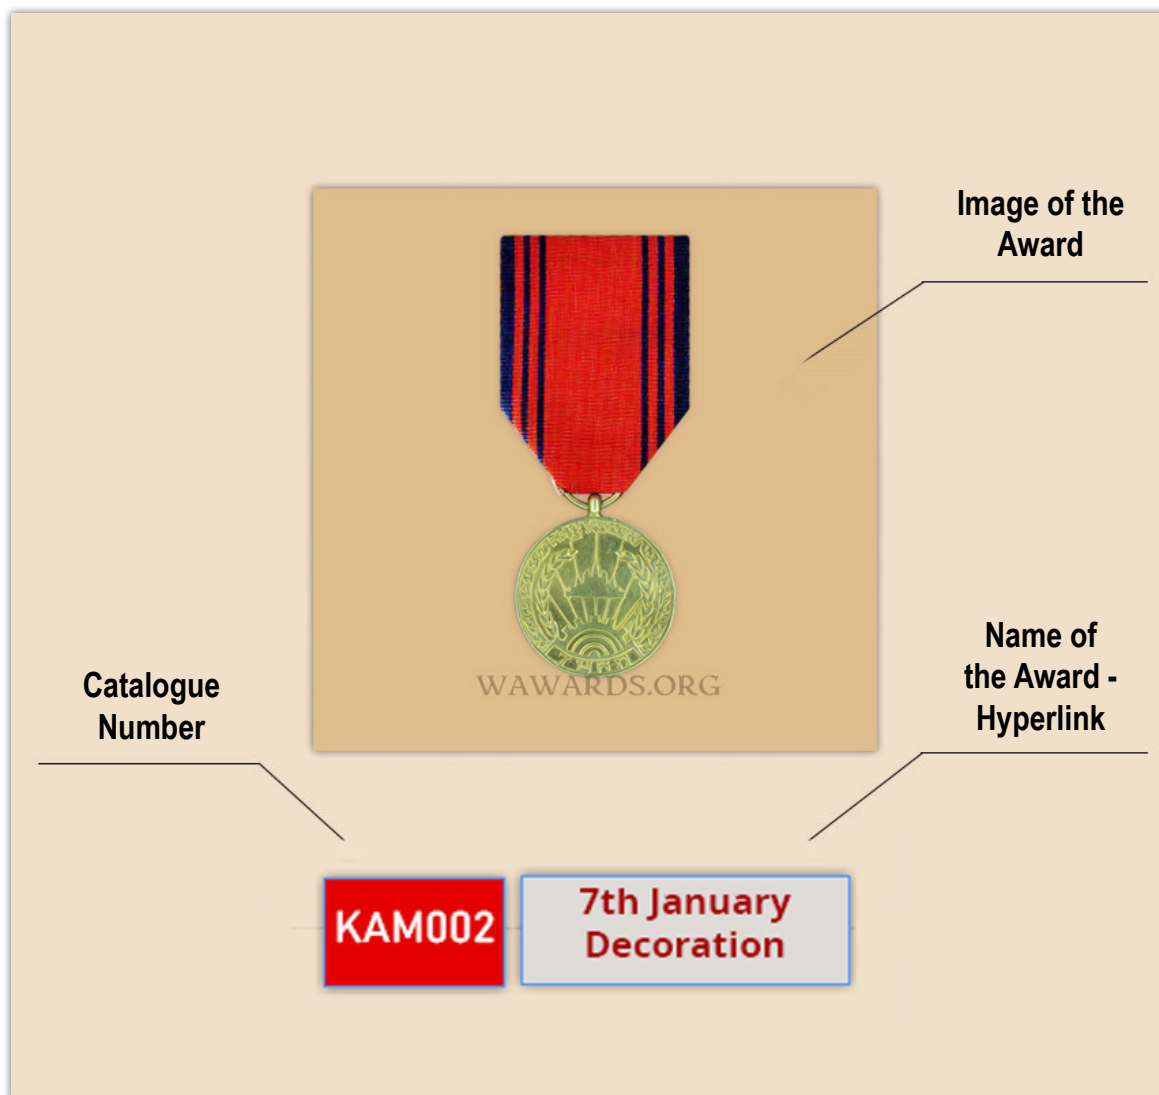 Image of the
Award
WAWARDS.ORG
Name of
the Award -
Hyperlink
Catalogue
Number
KAM002
7th January
Decoration